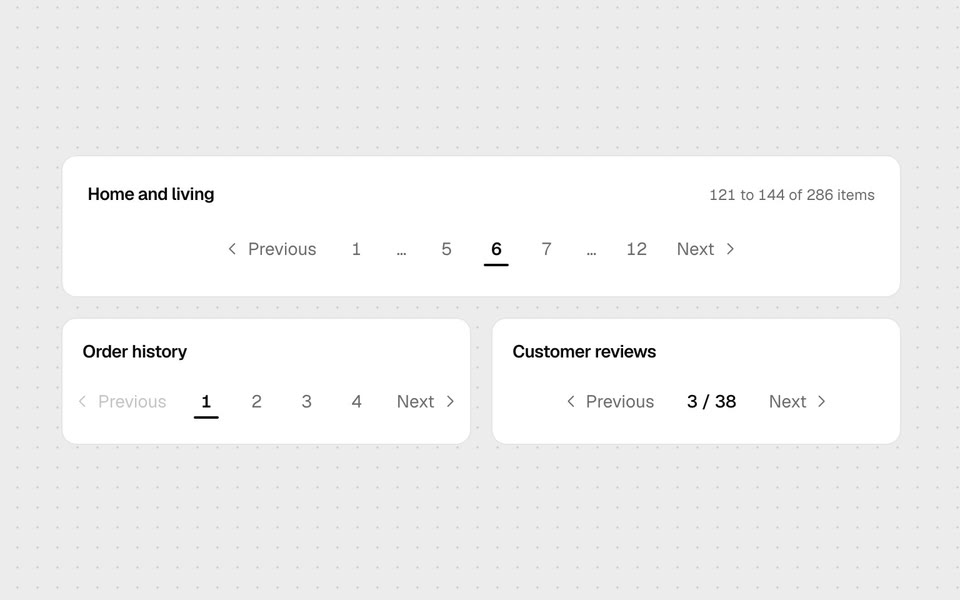 Home and living
121 to 144 of 286 items
Previous 1 … 5 6 7 … 12 Next
Order history
Previous 1 2 3 4 Next
Customer reviews
Previous 3 / 38 Next